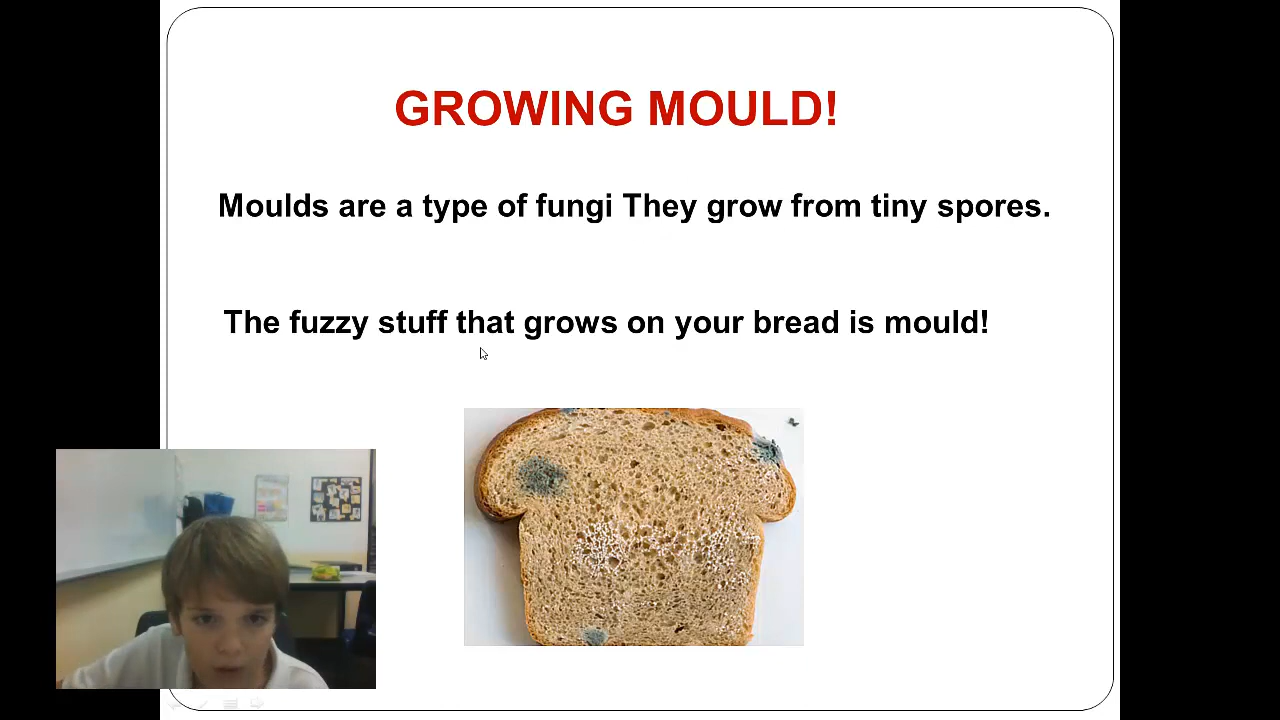 GROWING MOULD!
Moulds are a type of fungi They grow from tiny spores.
The fuzzy stuff that grows on your bread is mould!